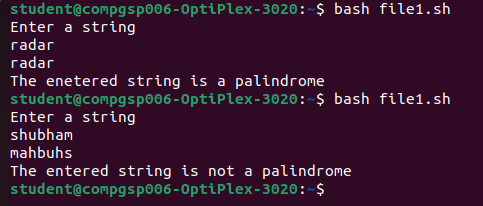 student@compgsp006-OptiPlex-3020:~$ bash file1.sh
Enter a string
radar
radar
The enetered string is a palindrome
student@compgsp006-OptiPlex-3020:~$ bash file1.sh
Enter a string
shubham
mahbuhs
The entered string is not a palindrome
student@compgsp006-OptiPlex-3020:~$